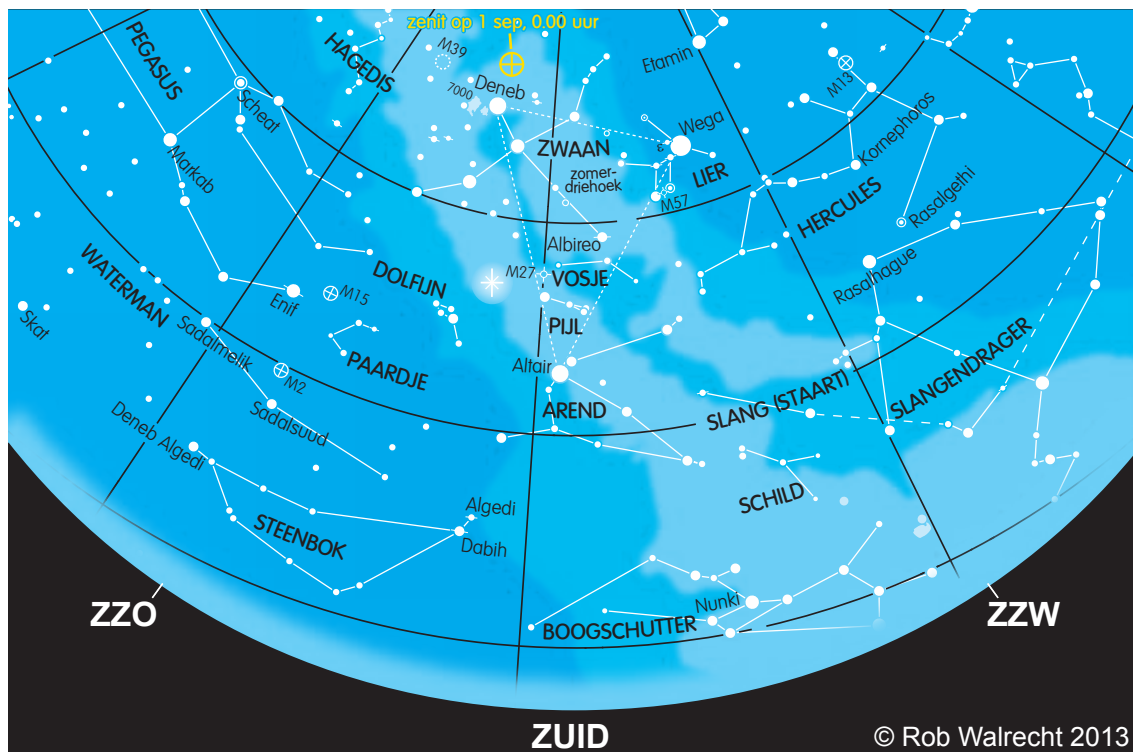 zenit op 1 sep, 0.00 uur
PEGASUS
HAGEDIS
M39
Etamin
M13
Scheat
7000
Deneb
Wega
Kornephoros
ε
ZWAAN
Markab
zomer-
driehoek
LIER
M57
HERCULES
Rasalgethi
Albireo
WATERMAN
DOLFIJN
M27
VOSJE
Rasalhague
Enif
M15
Skat
PIJL
Sadalmelik
PAARDJE
Altair
M2
AREND
SLANG (STAART)
SLANGENDRAGER
Deneb Algedi
Sadalsuud
SCHILD
Algedi
STEENBOK
Dabih
Nunki
ZZO
BOOGSCHUTTER
ZZW
ZUID
© Rob Walrecht 2013